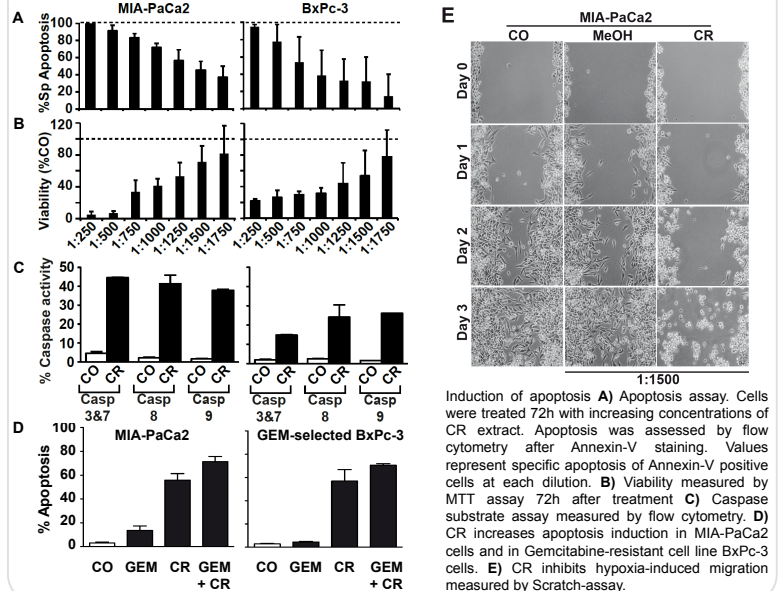 A
MIA-PaCa2
BxPc-3
%Sp Apoptosis
100
80
60
40
20
0
B
Viability (%CO)
120
80
40
0
1:250
1:500
1:750
1:1000
1:1250
1:1500
1:1750
1:250
1:500
1:750
1:1000
1:1250
1:1500
1:1750
C
% Caspase activity
50
40
30
20
10
0
CO CR CO CR CO CR CO CR CO CR CO CR
Casp Casp Casp Casp Casp Casp
3&7 8 9 3&7 8 9
D
MIA-PaCa2
GEM-selected BxPc-3
% Apoptosis
100
80
60
40
20
0
CO GEM CR GEM CO GEM CR GEM
+ CR + CR
E
MIA-PaCa2
CO MeOH CR
Day 0
Day 1
Day 2
Day 3
1:1500
Induction of apoptosis A) Apoptosis assay. Cells
were treated 72h with increasing concentrations of
CR extract. Apoptosis was assessed by flow
cytometry after Annexin-V staining. Values
represent specific apoptosis of Annexin-V positive
cells at each dilution. B) Viability measured by
MTT assay 72h after treatment C) Caspase
substrate assay measured by flow cytometry. D)
CR increases apoptosis induction in MIA-PaCa2
cells and in Gemcitabine-resistant cell line BxPc-3
cells. E) CR inhibits hypoxia-induced migration
measured by Scratch-assay.